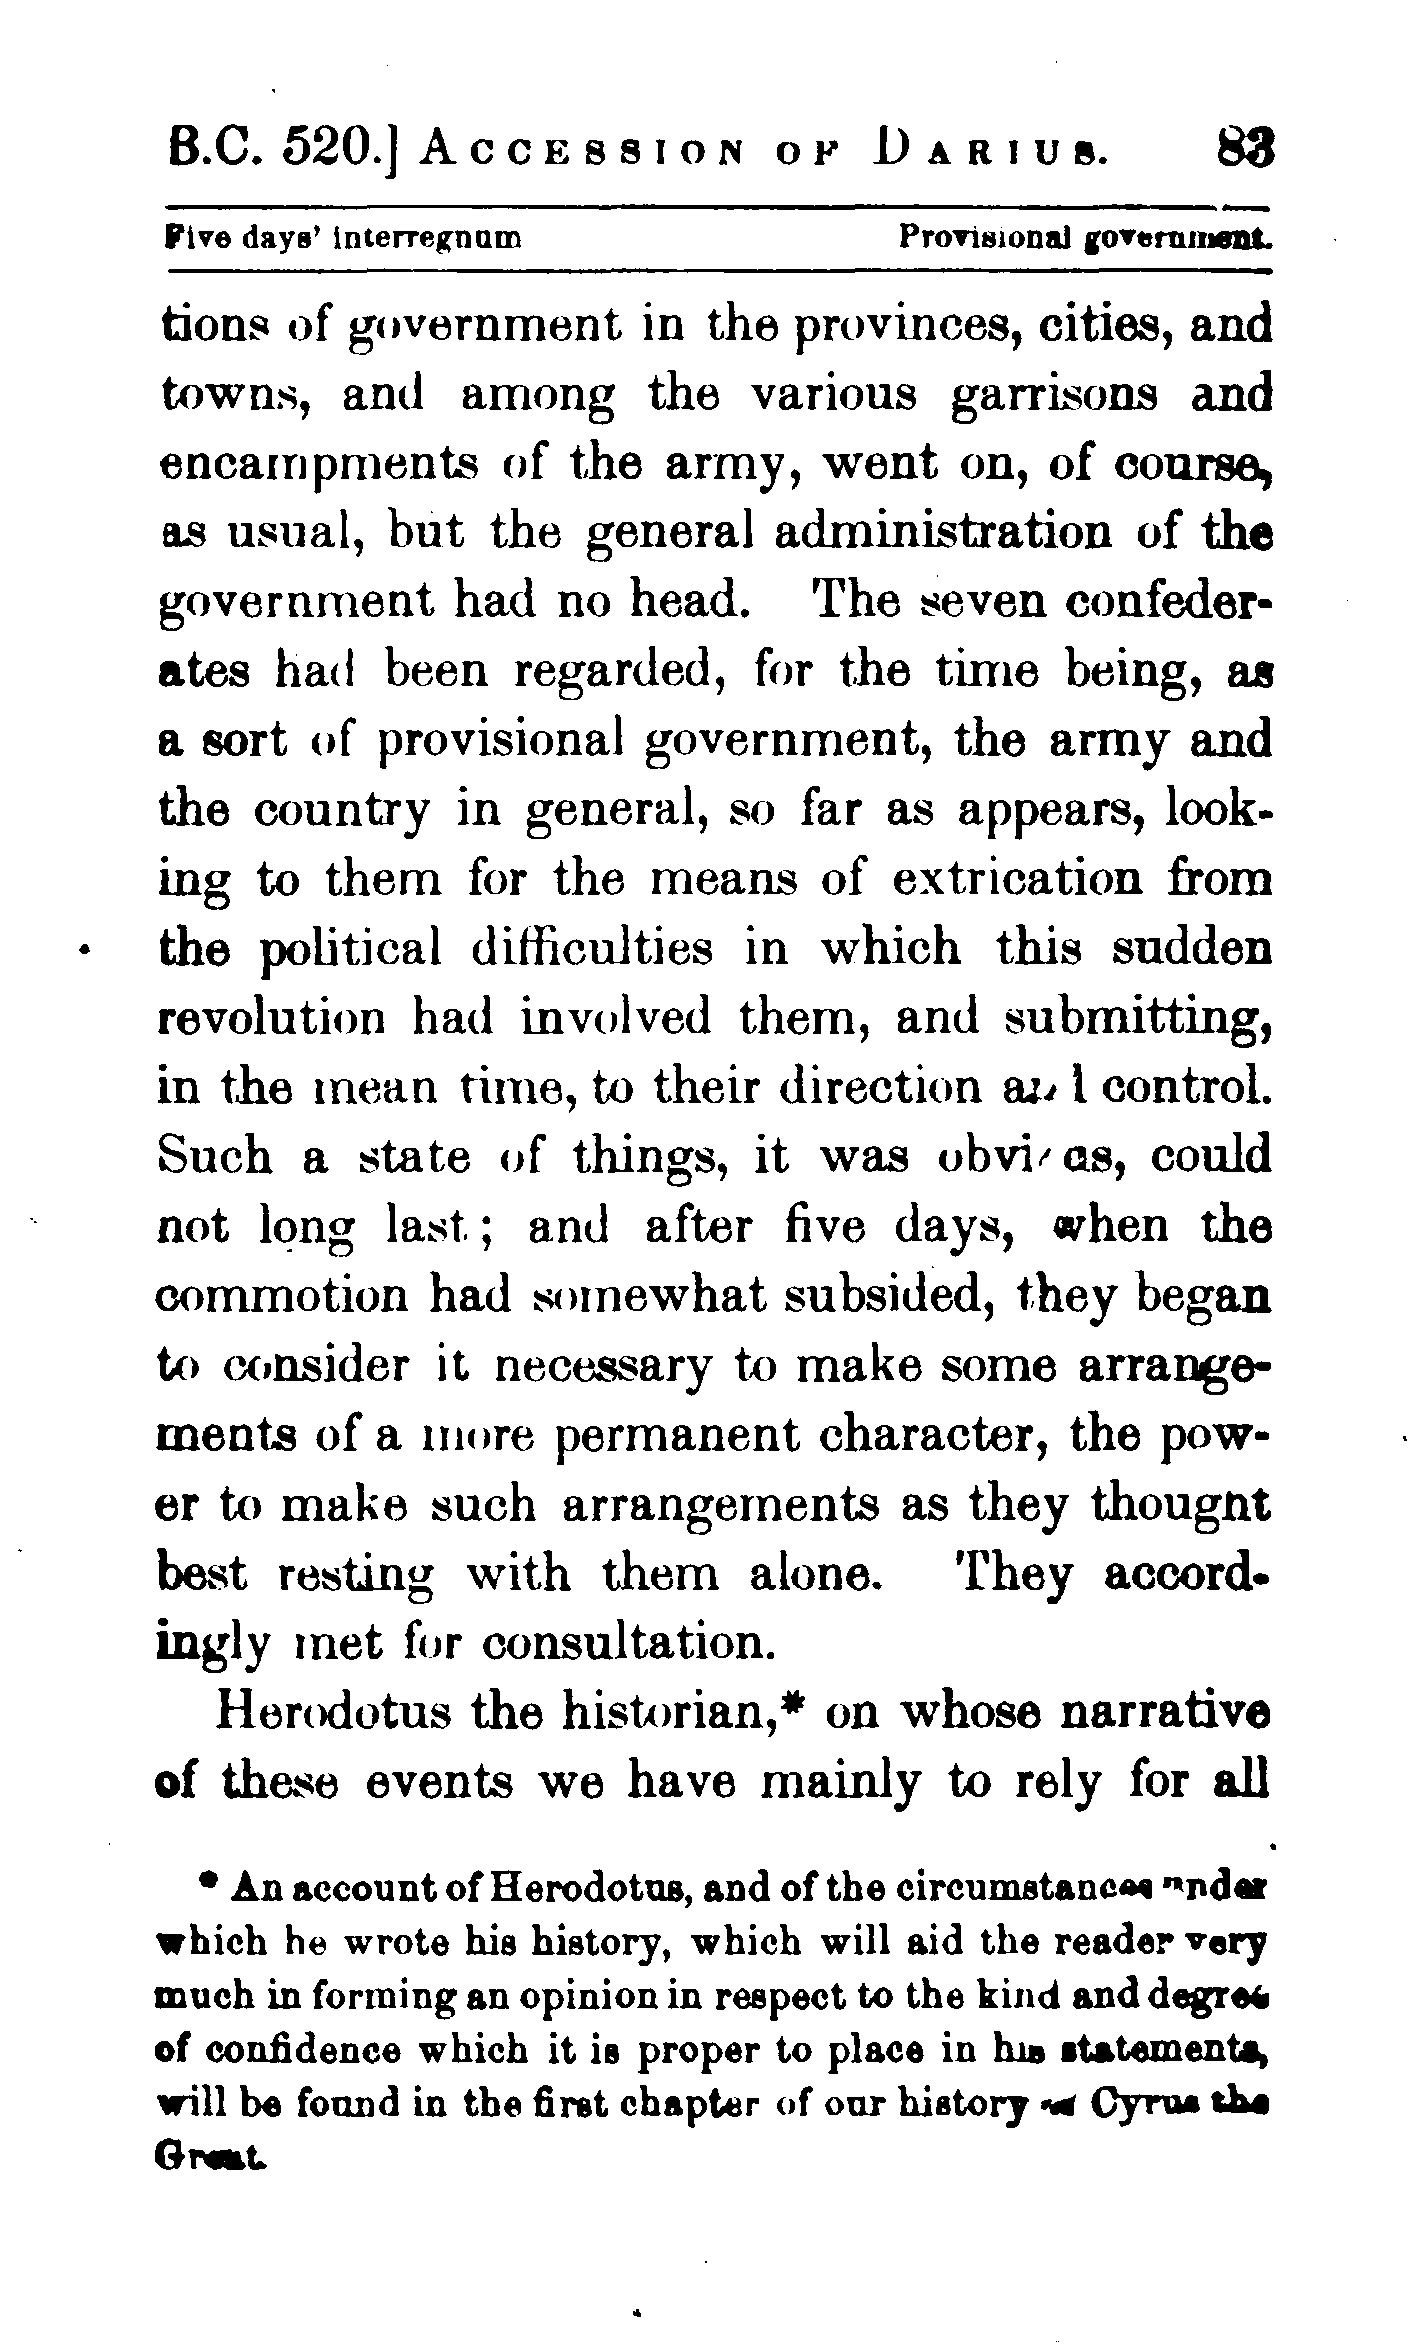 B.C. 520.] ACCESSION OF DARIUS. 83
Five days' interregnum Provisional government.
tions of government in the provinces, cities, and
towns, and among the various garrisons and
encampments of the army, went on, of course,
as usual, but the general administration of the
government had no head. The seven confeder-
ates had been regarded, for the time being, as
a sort of provisional government, the army and
the country in general, so far as appears, look-
ing to them for the means of extrication from
the political difficulties in which this sudden
revolution had involved them, and submitting,
in the mean time, to their direction and control.
Such a state of things, it was obvious, could
not long last; and after five days, when the
commotion had somewhat subsided, they began
to consider it necessary to make some arrange-
ments of a more permanent character, the pow-
er to make such arrangements as they thought
best resting with them alone. They accord-
ingly met for consultation.
Herodotus the historian,* on whose narrative
of these events we have mainly to rely for all
* An account of Herodotus, and of the circumstances under
which he wrote his history, which will aid the reader very
much in forming an opinion in respect to the kind and degree
of confidence which it is proper to place in his statements,
will be found in the first chapter of our history of Cyrus the
Great.